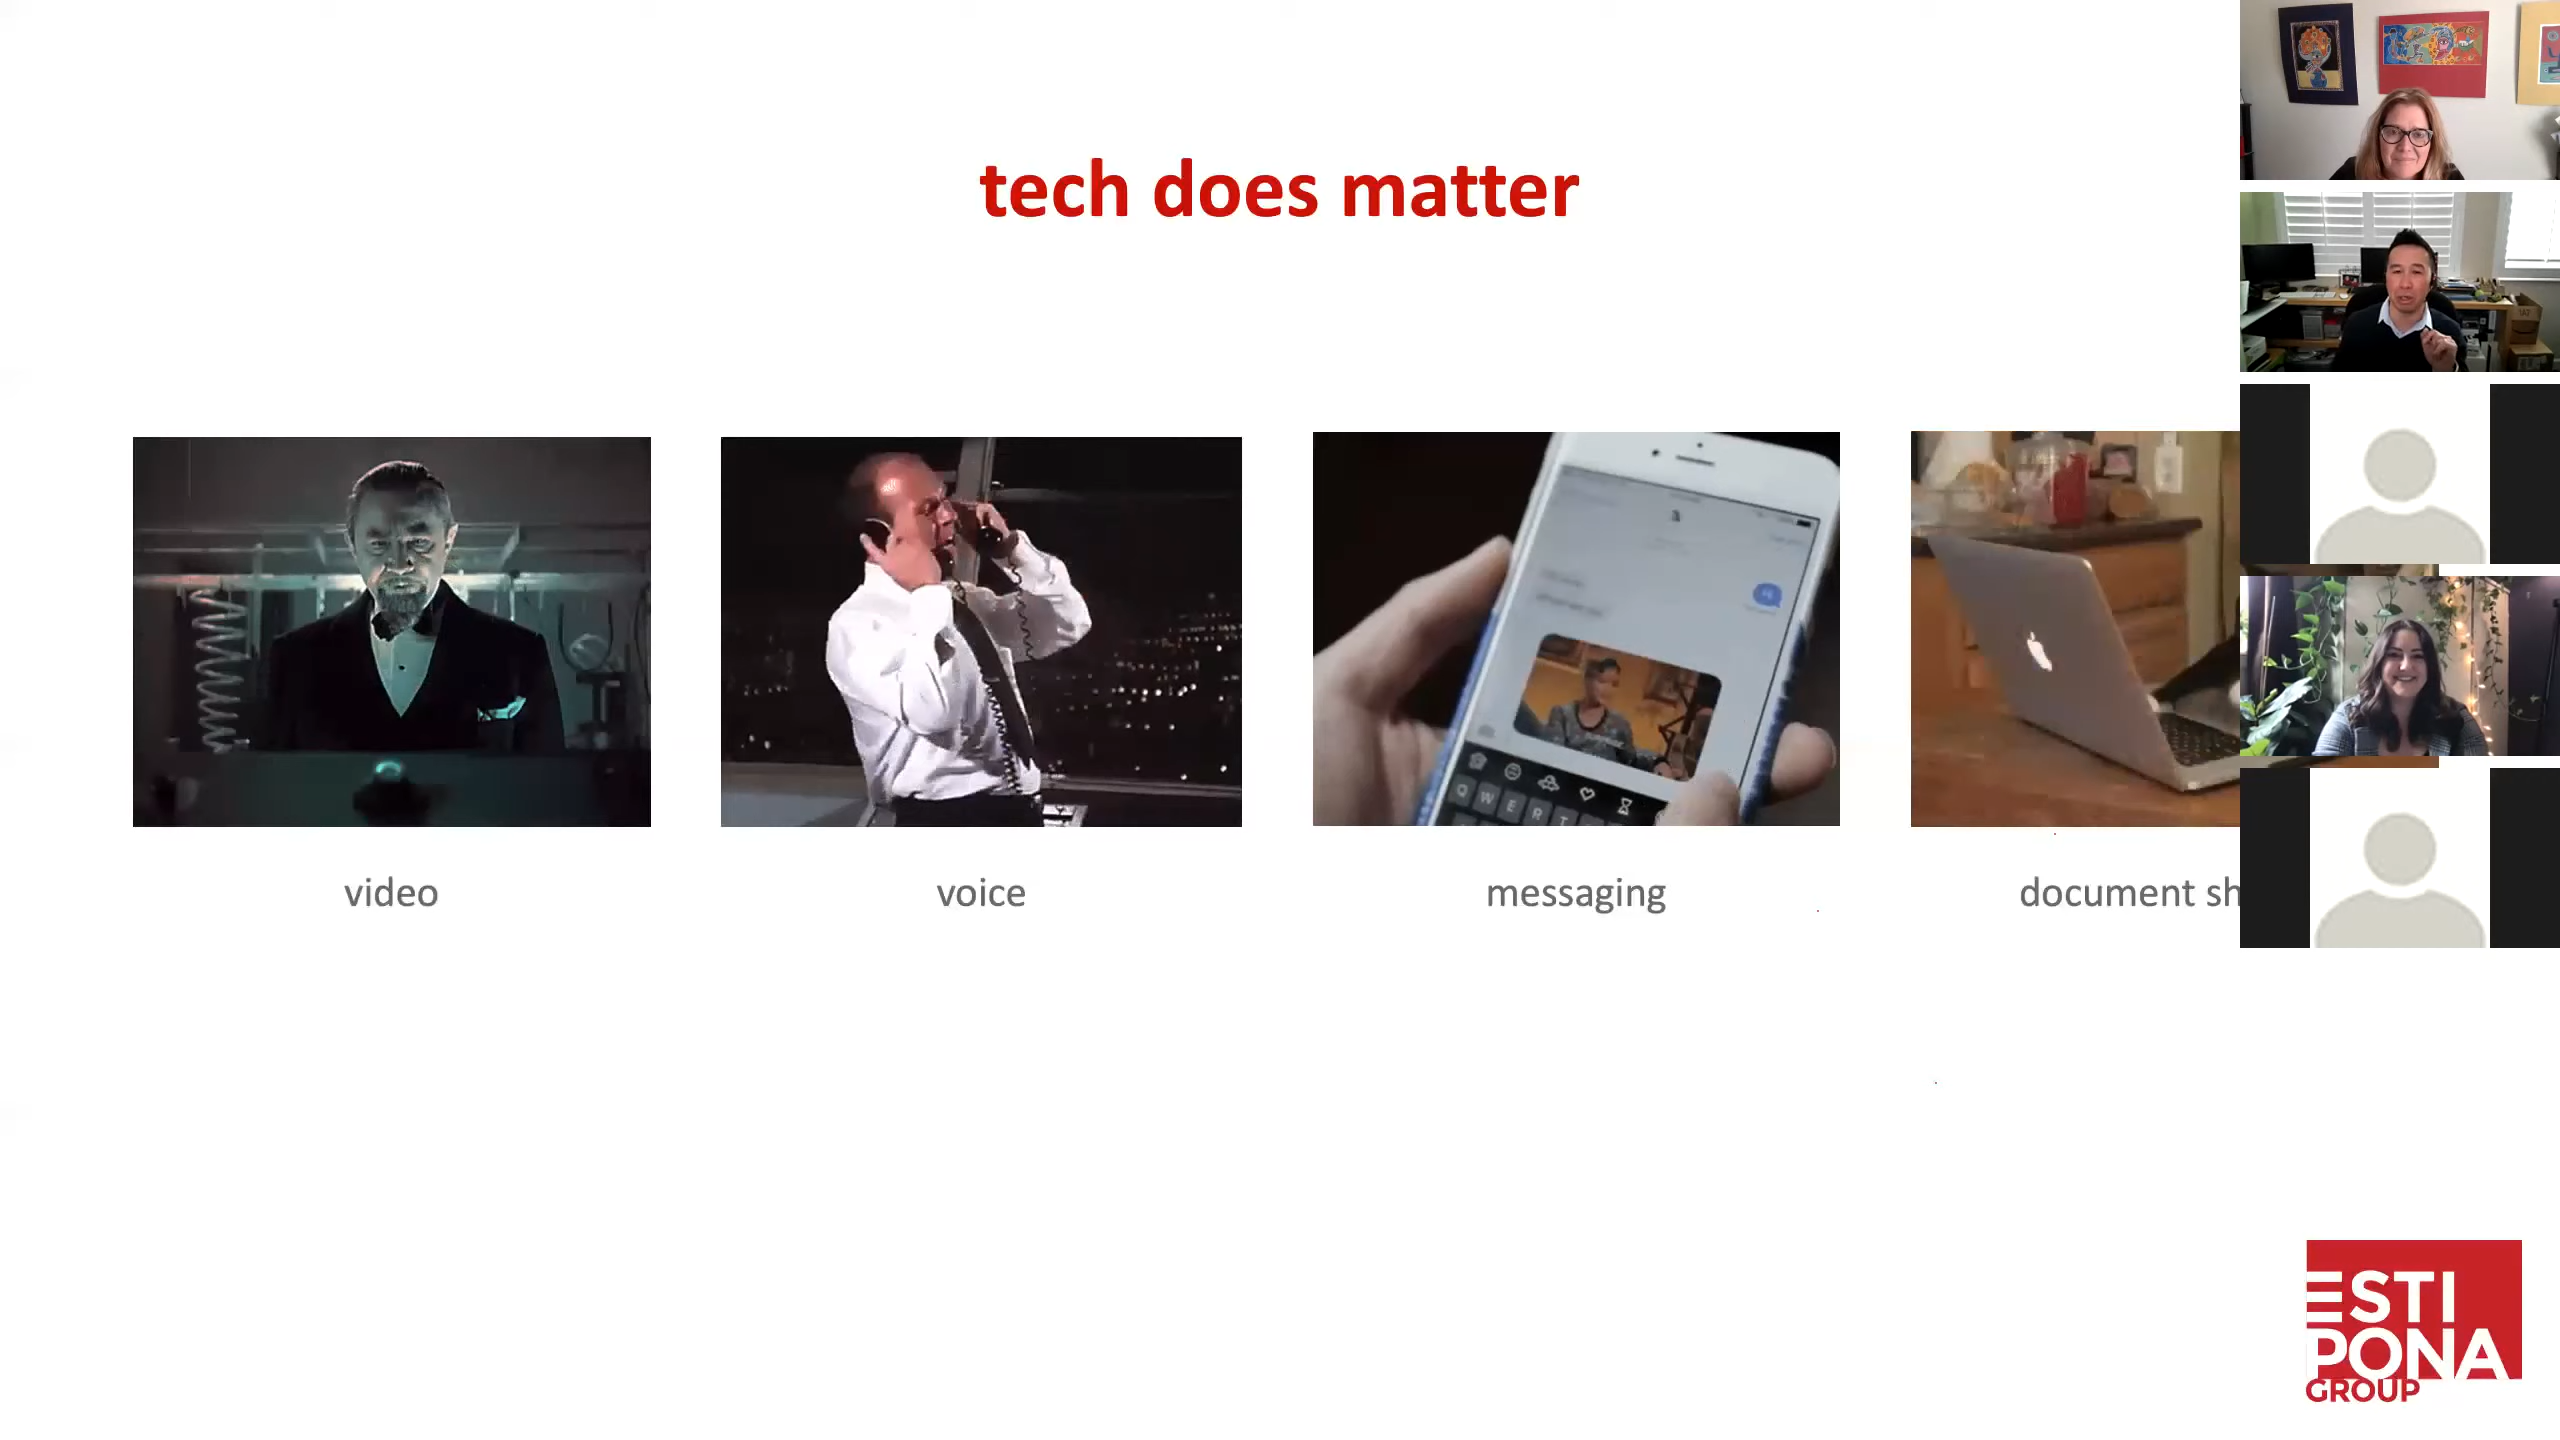 tech does matter
video
voice
messaging
document sh
Q W E R T
ESTI
PONA
GROUP